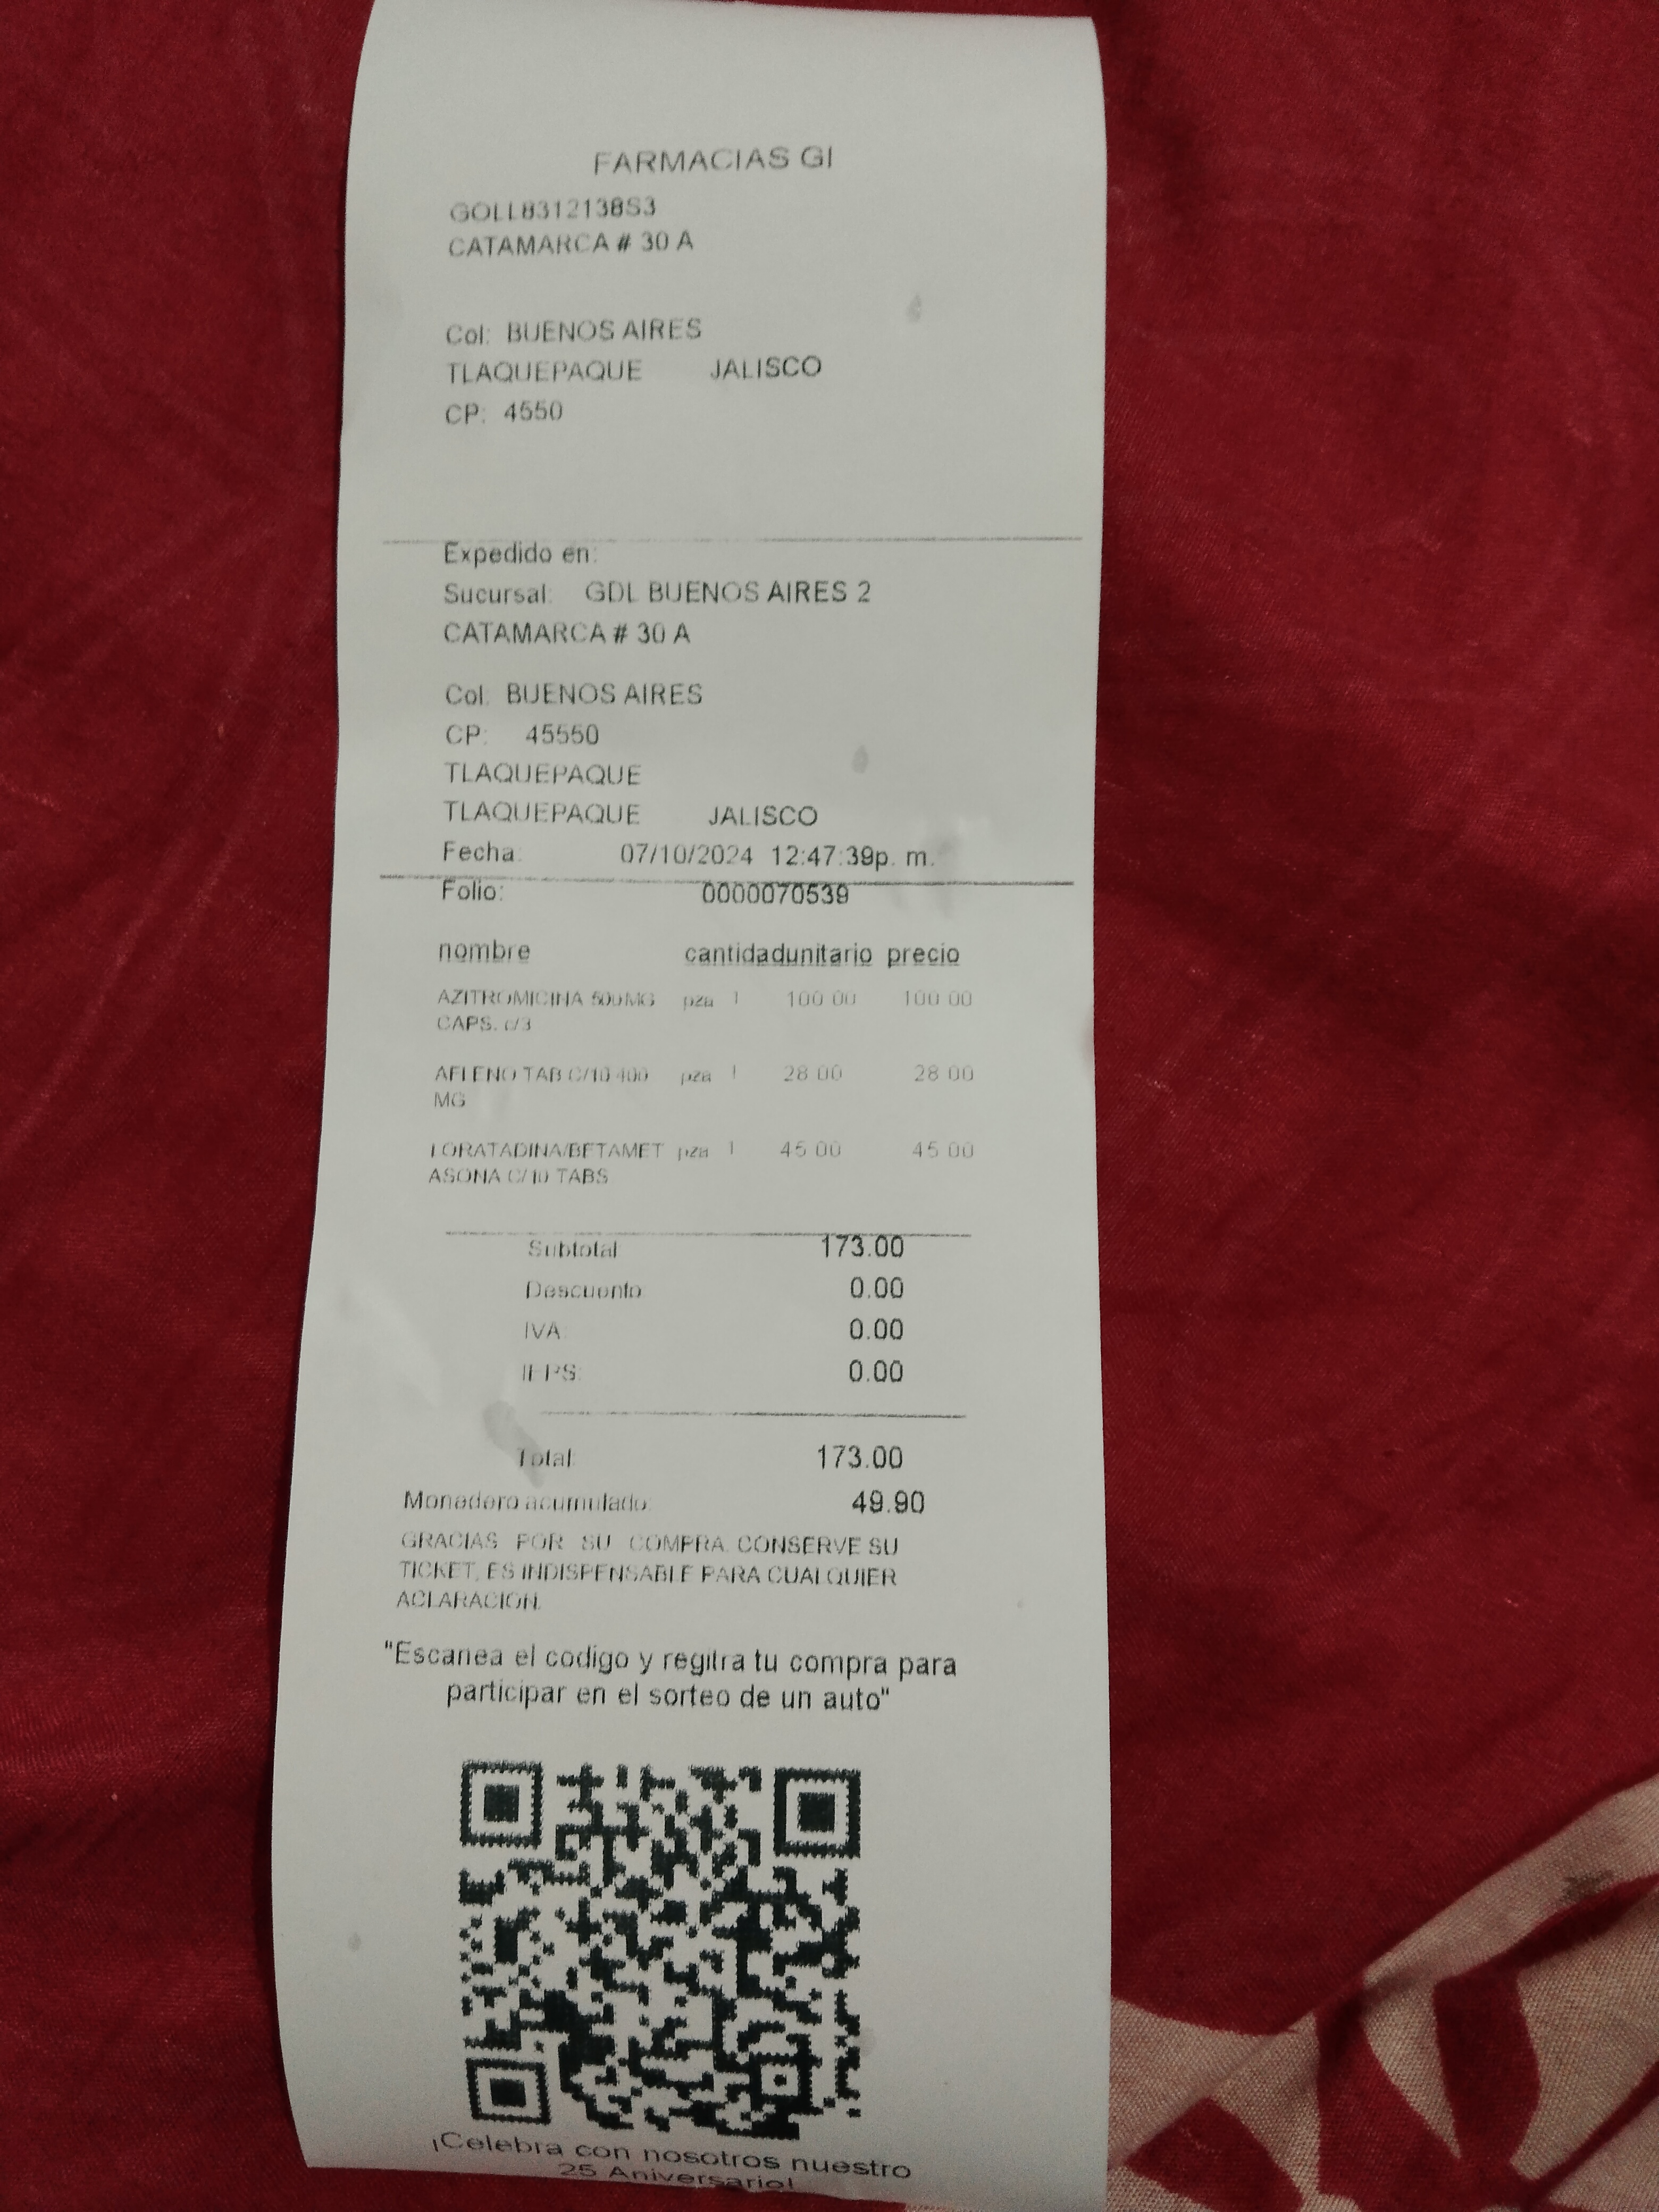 FARMACIAS GI
GOLL8312138S3
CATAMARCA # 30 A
Col: BUENOS AIRES
TLAQUEPAQUE JALISCO
CP: 4550
Expedido en:
Sucursal: GDL BUENOS AIRES 2
CATAMARCA # 30 A
Col: BUENOS AIRES
CP: 45550
TLAQUEPAQUE
TLAQUEPAQUE JALISCO
Fecha: 07/10/2024 12:47:39p. m.
Folio: 0000070539
nombre cantidadunitario precio
AZITROMICINA 500MG pza 1 100.00 100.00
CAPS. c/3
AFLENO TAB C/10 400 pza 1 28.00 28.00
MG
LORATADINA/BETAMET pza 1 45.00 45.00
ASONA C/10 TABS
Subtotal 173.00
Descuento 0.00
IVA: 0.00
IEPS: 0.00
Total: 173.00
Monedero acumulado: 49.90
GRACIAS POR SU COMPRA. CONSERVE SU
TICKET, ES INDISPENSABLE PARA CUALQUIER
ACLARACION.
"Escanea el codigo y regitra tu compra para
participar en el sorteo de un auto"
¡Celebra con nosotros nuestro
25 Aniversario!